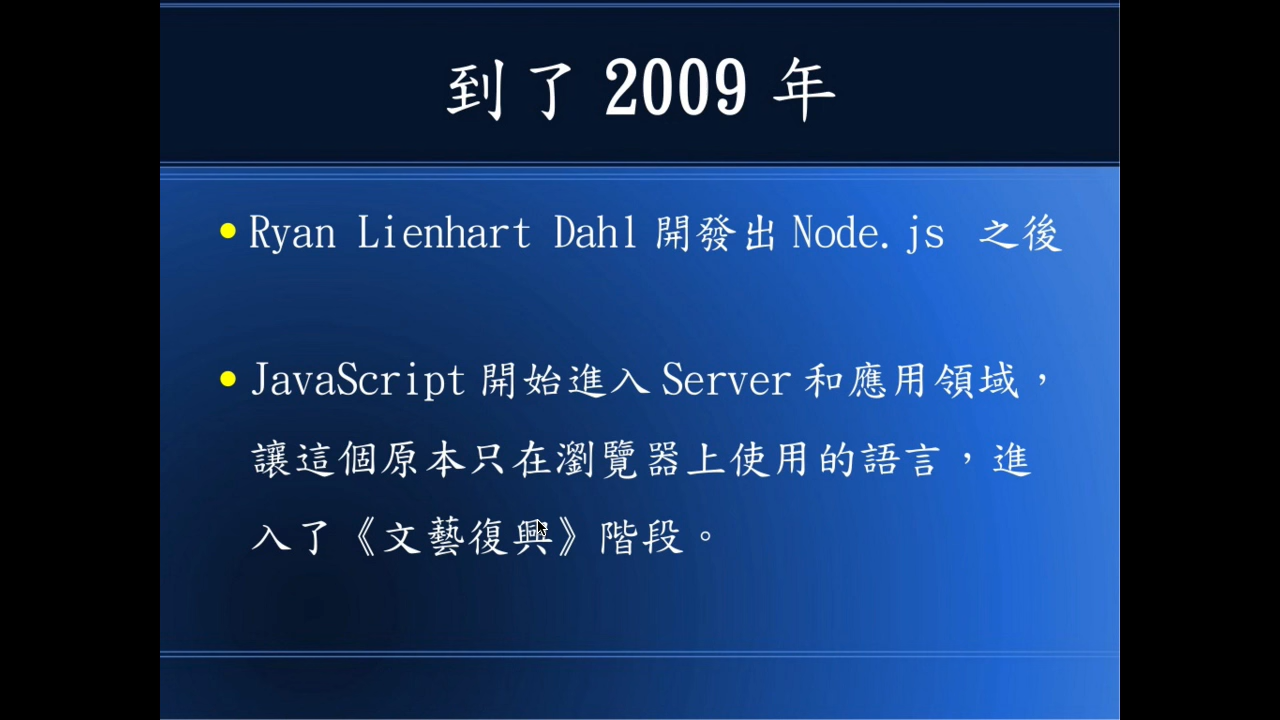 到了 2009 年
Ryan Lienhart Dahl 開發出 Node.js 之後
JavaScript 開始進入 Server 和應用領域，
讓這個原本只在瀏覽器上使用的語言，進
入了《文藝復興》階段。